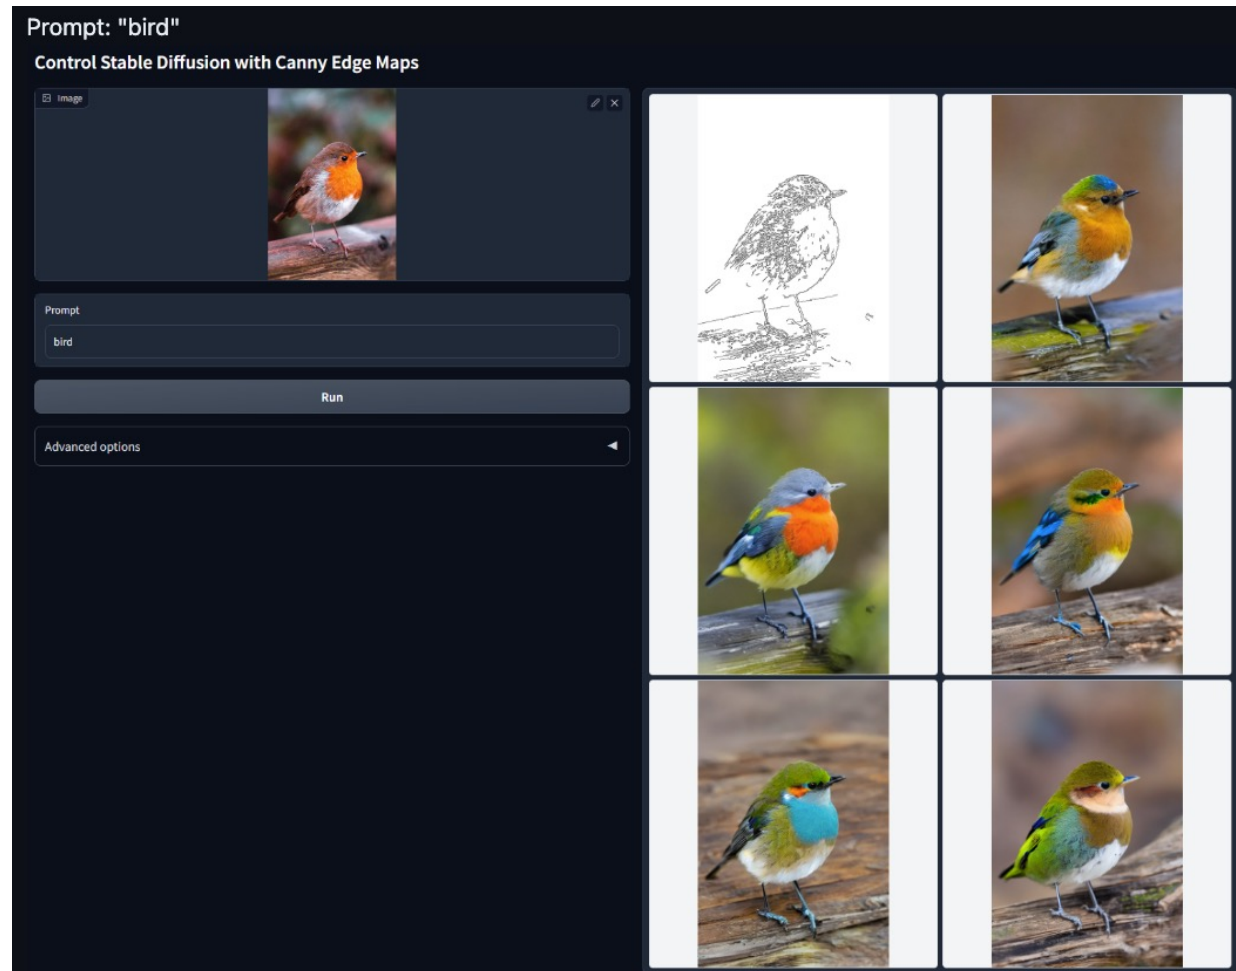 Prompt: "bird"
Control Stable Diffusion with Canny Edge Maps
Image
Prompt
bird
Run
Advanced options